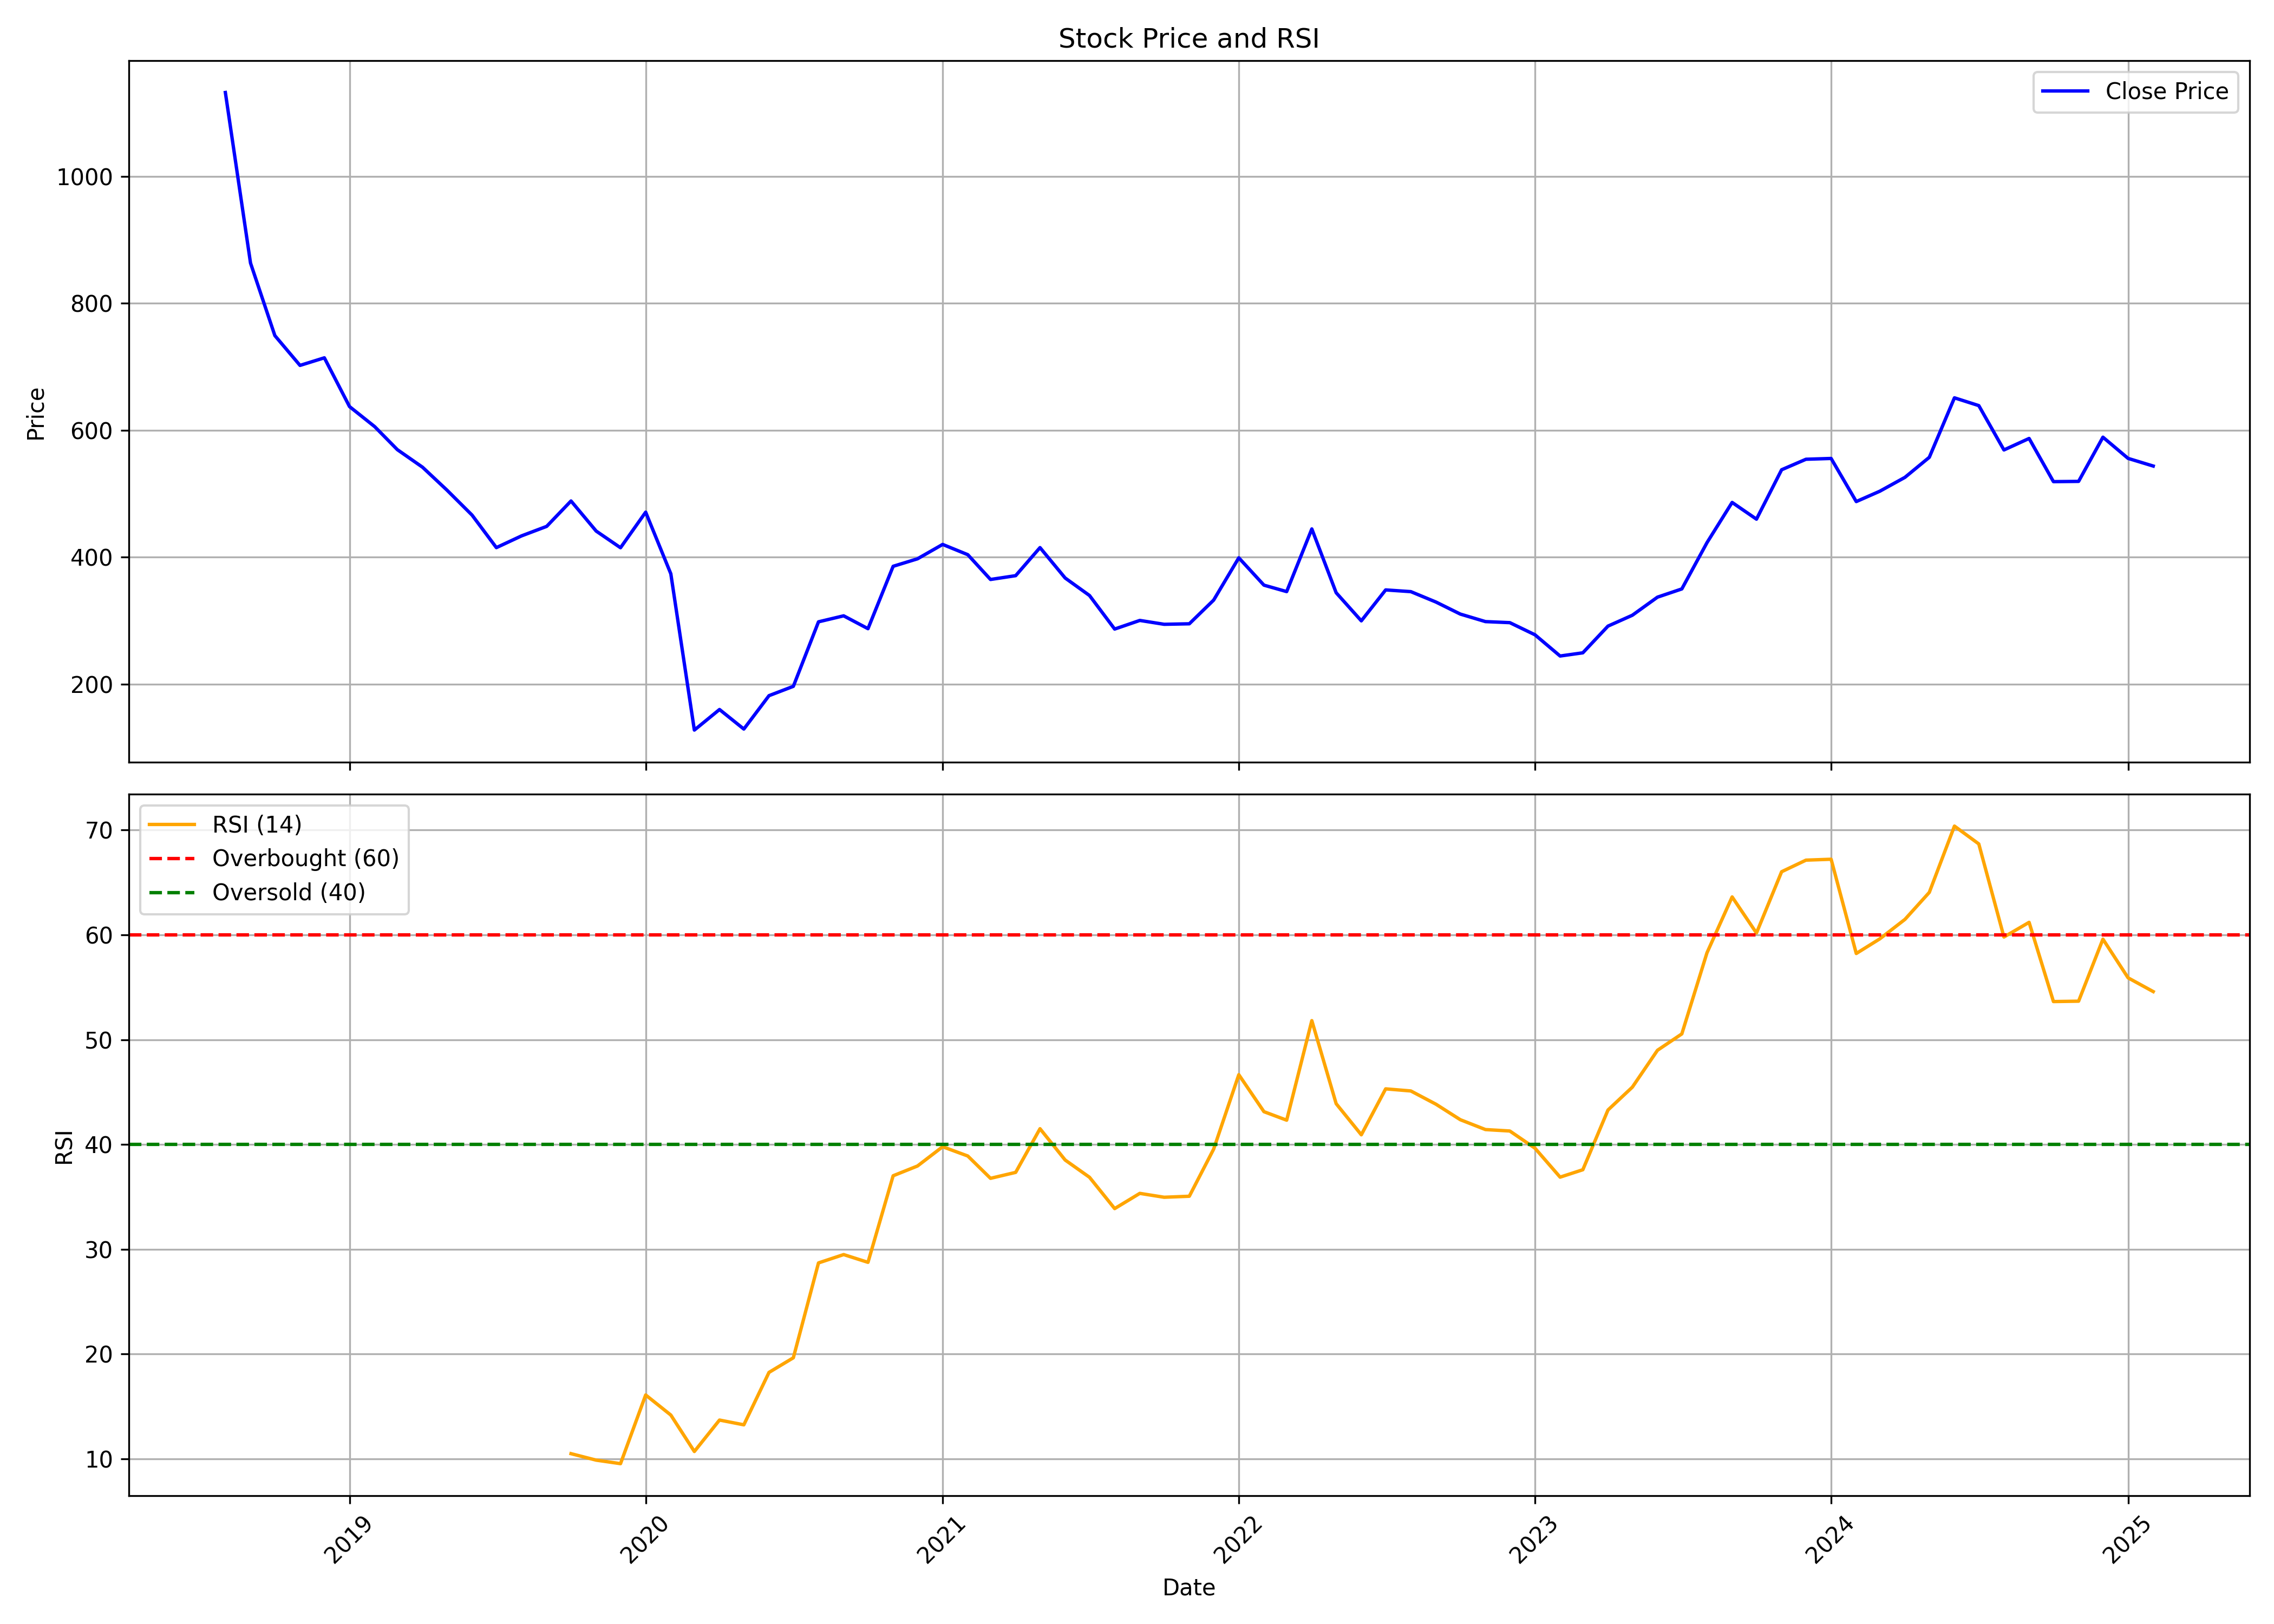 Stock Price and RSI
Close Price
Price
1000
800
600
400
200
RSI (14)
Overbought (60)
Oversold (40)
RSI
70
60
50
40
30
20
10
2019
2020
2021
2022
2023
2024
2025
Date